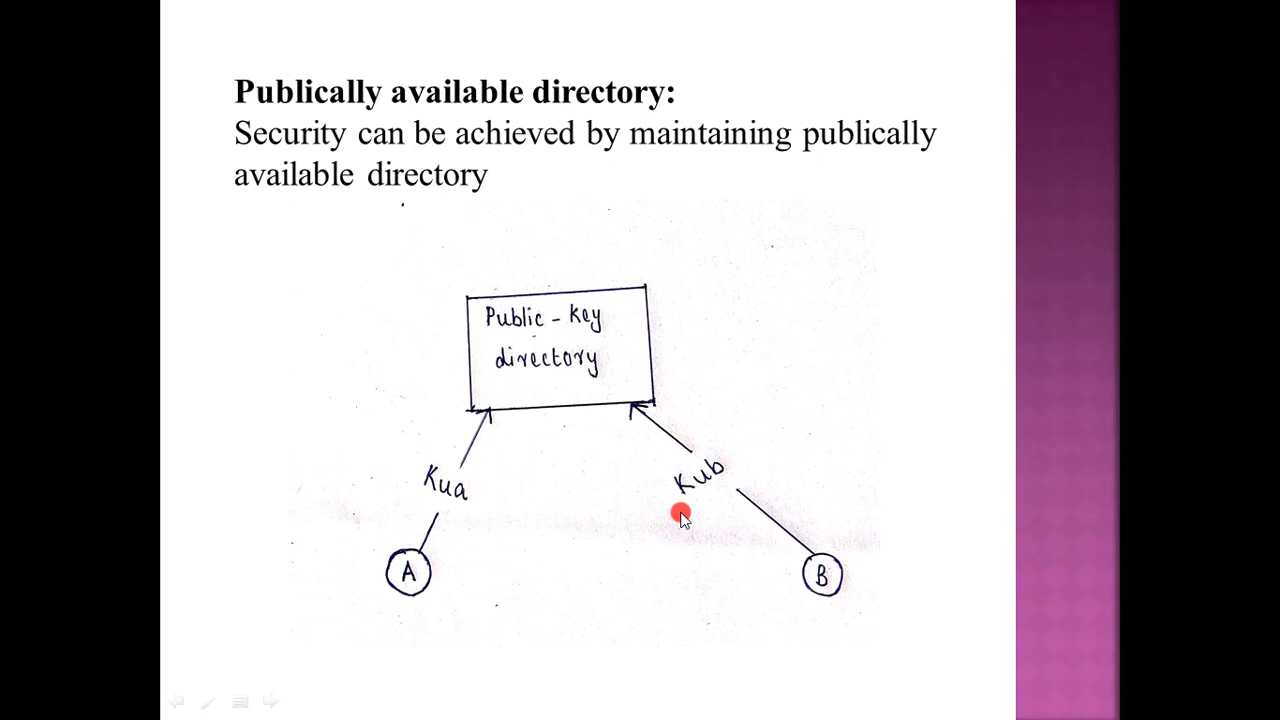 Publically available directory:
Security can be achieved by maintaining publically
available directory
Public - Key
directory
Kua
Kub
A
B